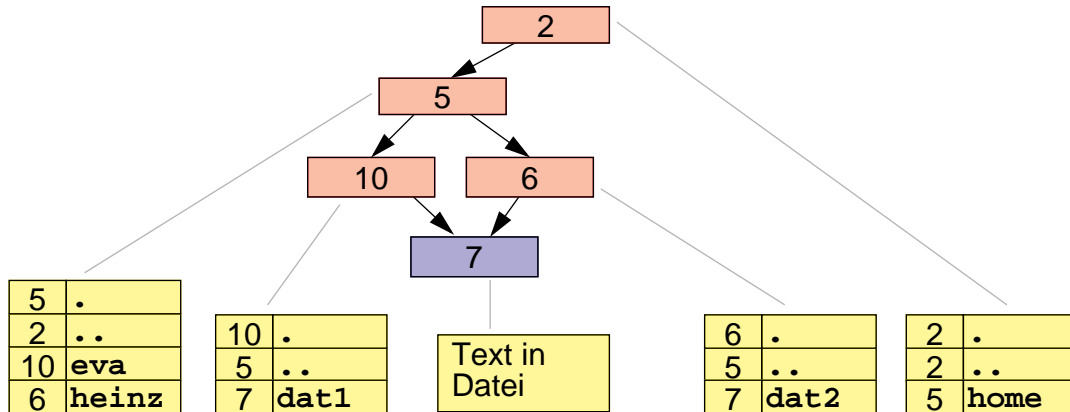 2
5
10 6
7
5 .
2 ..
10 eva
6 heinz
10 .
5 ..
7 dat1
Text in
Datei
6 .
5 ..
7 dat2
2 .
2 ..
5 home